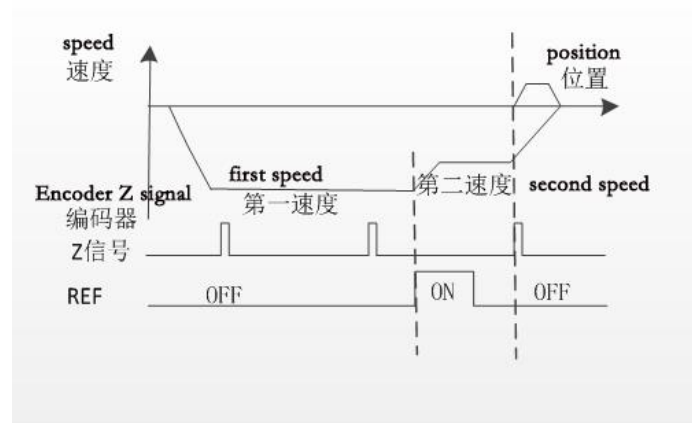 speed
速度
position
位置
first speed
第一速度
第二速度
second speed
Encoder Z signal
编码器
Z信号
REF
OFF
ON
OFF